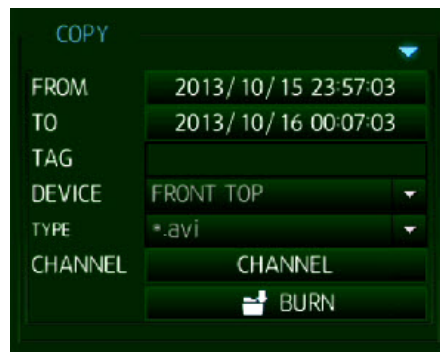 COPY
FROM 2013/10/15 23:57:03
TO 2013/10/16 00:07:03
TAG
DEVICE FRONT TOP
TYPE *.avi
CHANNEL CHANNEL
BURN